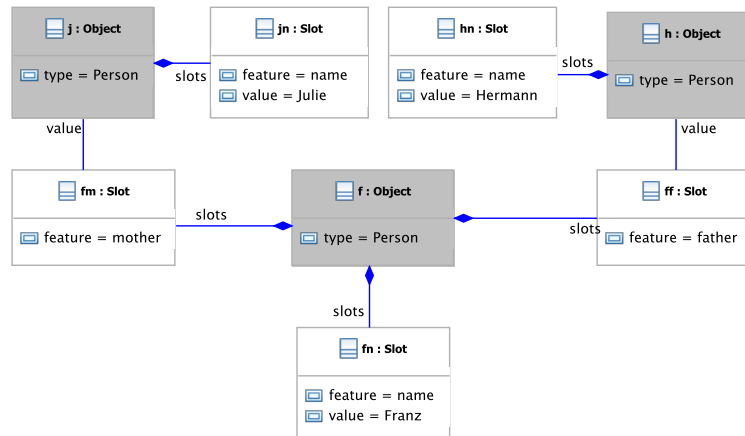 j : Object
type = Person
slots
jn : Slot
feature = name
value = Julie
hn : Slot
feature = name
value = Hermann
slots
h : Object
type = Person
value
value
fm : Slot
feature = mother
slots
f : Object
type = Person
slots
ff : Slot
feature = father
slots
fn : Slot
feature = name
value = Franz